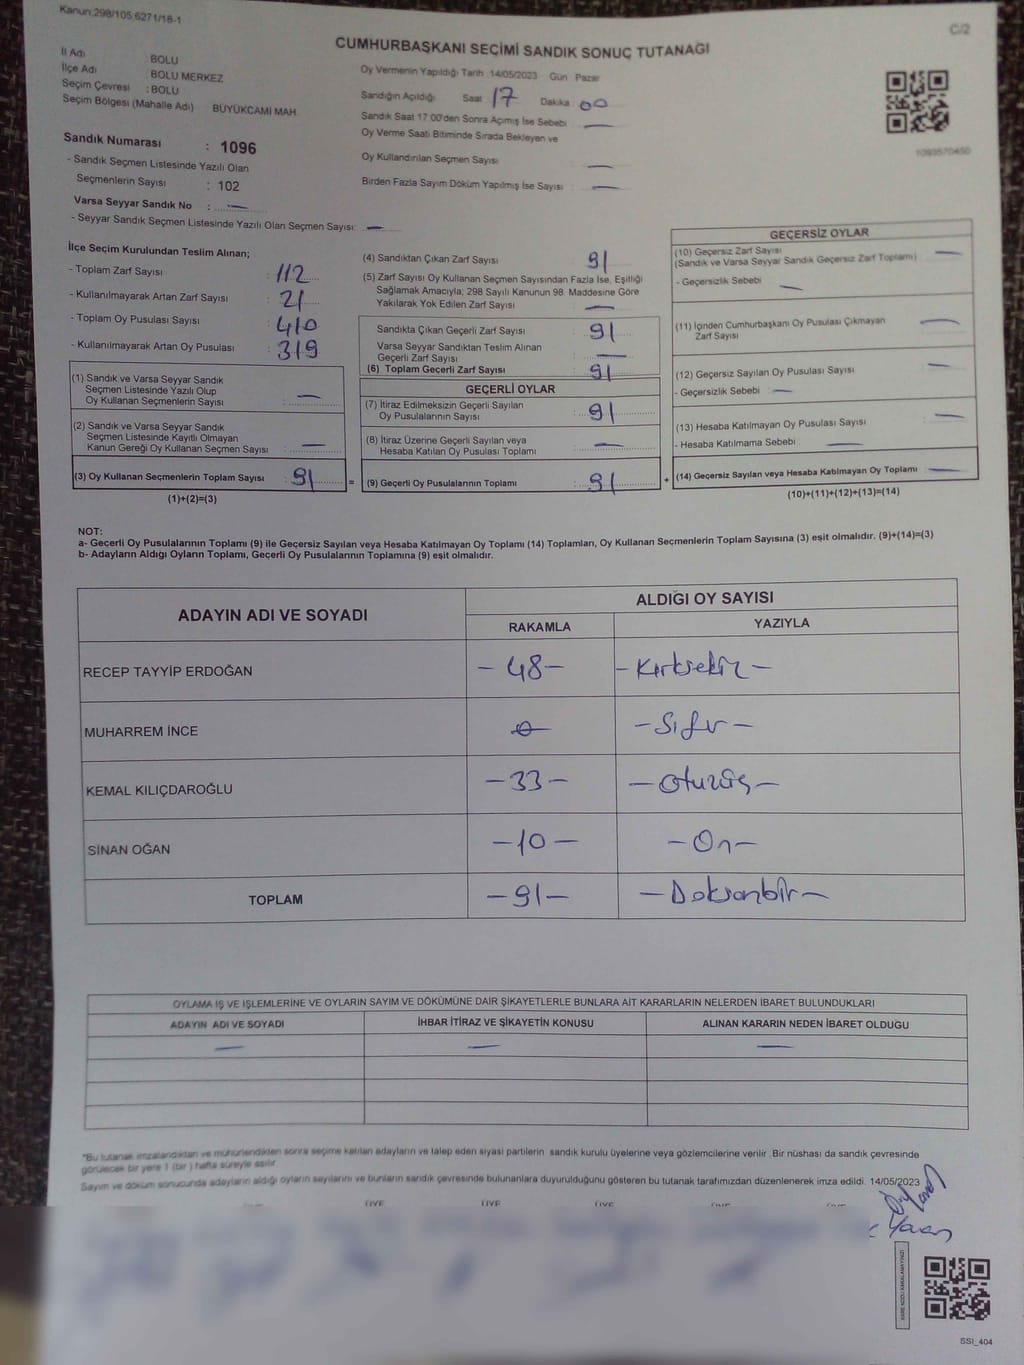 Kanun:298/105,6271/18-1
C/2
CUMHURBAŞKANI SEÇİMİ SANDIK SONUÇ TUTANAĞI
İl Adı : BOLU
İlçe Adı : BOLU MERKEZ
Seçim Çevresi : BOLU
Seçim Bölgesi (Mahalle Adı) : BÜYÜKCAMİ MAH.
Oy Vermenin Yapıldığı Tarih :14/05/2023 Gün Pazar
Sandığın Açıldığı Saat 17 Dakika 00
Sandık Saat 17:00'den Sonra Açılmış İse Sebebi : —
Oy Verme Saati Bitiminde Sırada Bekleyen ve
Oy Kullandırılan Seçmen Sayısı : —
Birden Fazla Sayım Döküm Yapılmış İse Sayısı : —
1093570450
Sandık Numarası : 1096
- Sandık Seçmen Listesinde Yazılı Olan
Seçmenlerin Sayısı : 102
Varsa Seyyar Sandık No : —
- Seyyar Sandık Seçmen Listesinde Yazılı Olan Seçmen Sayısı: —
İlçe Seçim Kurulundan Teslim Alınan;
- Toplam Zarf Sayısı : 112
- Kullanılmayarak Artan Zarf Sayısı : 21
- Toplam Oy Pusulası Sayısı : 410
- Kullanılmayarak Artan Oy Pusulası : 319
(1) Sandık ve Varsa Seyyar Sandık
Seçmen Listesinde Yazılı Olup
Oy Kullanan Seçmenlerin Sayısı : —
(2) Sandık ve Varsa Seyyar Sandık
Seçmen Listesinde Kayıtlı Olmayan
Kanun Gereği Oy Kullanan Seçmen Sayısı : —
(3) Oy Kullanan Seçmenlerin Toplam Sayısı : 91
(1)+(2)=(3)
(4) Sandıktan Çıkan Zarf Sayısı : 91
(5) Zarf Sayısı Oy Kullanan Seçmen Sayısından Fazla İse, Eşitliği
Sağlamak Amacıyla; 298 Sayılı Kanunun 98. Maddesine Göre
Yakılarak Yok Edilen Zarf Sayısı : —
Sandıkta Çıkan Geçerli Zarf Sayısı : 91
Varsa Seyyar Sandıktan Teslim Alınan
Geçerli Zarf Sayısı : —
(6) Toplam Geçerli Zarf Sayısı : 91
GEÇERLİ OYLAR
(7) İtiraz Edilmeksizin Geçerli Sayılan
Oy Pusulalarının Sayısı : 91
(8) İtiraz Üzerine Geçerli Sayılan veya
Hesaba Katılan Oy Pusulası Toplamı : —
= (9) Geçerli Oy Pusulalarının Toplamı : 91 +
GEÇERSİZ OYLAR
(10) Geçersiz Zarf Sayısı : —
(Sandık ve Varsa Seyyar Sandık Geçersiz Zarf Toplamı)
- Geçersizlik Sebebi : —
(11) İçinden Cumhurbaşkanı Oy Pusulası Çıkmayan : —
Zarf Sayısı
(12) Geçersiz Sayılan Oy Pusulası Sayısı : —
- Geçersizlik Sebebi : —
(13) Hesaba Katılmayan Oy Pusulası Sayısı : —
- Hesaba Katılmama Sebebi : —
(14) Geçersiz Sayılan veya Hesaba Katılmayan Oy Toplamı : —
(10)+(11)+(12)+(13)=(14)
NOT:
a- Geçerli Oy Pusulalarının Toplamı (9) ile Geçersiz Sayılan veya Hesaba Katılmayan Oy Toplamı (14) Toplamları, Oy Kullanan Seçmenlerin Toplam Sayısına (3) eşit olmalıdır. (9)+(14)=(3)
b- Adayların Aldığı Oyların Toplamı, Geçerli Oy Pusulalarının Toplamına (9) eşit olmalıdır.
ADAYIN ADI VE SOYADI
ALDIĞI OY SAYISI
RAKAMLA YAZIYLA
RECEP TAYYİP ERDOĞAN -48- -Kırksekiz-
MUHARREM İNCE -0- -Sıfır-
KEMAL KILIÇDAROĞLU -33- -otuzüç-
SİNAN OĞAN -10- -On-
TOPLAM -91- -Doksanbir-
OYLAMA İŞ VE İŞLEMLERİNE VE OYLARIN SAYIM VE DÖKÜMÜNE DAİR ŞİKAYETLERLE BUNLARA AİT KARARLARIN NELERDEN İBARET BULUNDUKLARI
ADAYIN ADI VE SOYADI İHBAR İTİRAZ VE ŞİKAYETİN KONUSU ALINAN KARARIN NEDEN İBARET OLDUĞU
— — —
*Bu tutanak imzalandıktan ve mühürlendikten sonra seçime katılan adayların ve talep eden siyasi partilerin sandık kurulu üyelerine veya gözlemcilerine verilir. Bir nüshası da sandık çevresinde
görülecek bir yere 1 (bir ) hafta süreyle asılır.
Sayım ve döküm sonucunda adayların aldığı oyların sayılarını ve bunların sandık çevresinde bulunanlara duyurulduğunu gösteren bu tutanak tarafımızdan düzenlenerek imza edildi. 14/05/2023
ÜYE ÜYE ÜYE ÜYE ÜYE ÜYE
SSİ_404